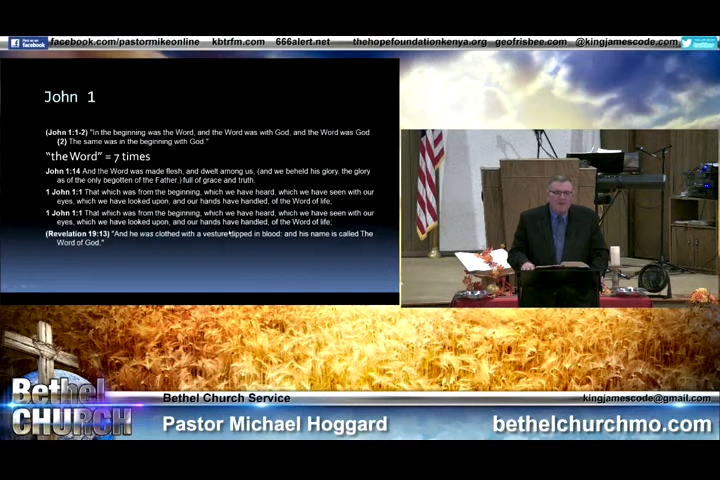 Find us on facebook facebook.com/pastormikeonline kbtrfm.com 666alert.net thehopefoundationkenya.org geofrisbee.com @kingjamescode.com twitter
John 1
(John 1:1-2) "In the beginning was the Word, and the Word was with God, and the Word was God.
(2) The same was in the beginning with God."
"the Word" = 7 times
John 1:14 And the Word was made flesh, and dwelt among us, (and we beheld his glory, the glory
as of the only begotten of the Father,) full of grace and truth.
1 John 1:1 That which was from the beginning, which we have heard, which we have seen with our
eyes, which we have looked upon, and our hands have handled, of the Word of life;
1 John 1:1 That which was from the beginning, which we have heard, which we have seen with our
eyes, which we have looked upon, and our hands have handled, of the Word of life;
(Revelation 19:13) "And he was clothed with a vesture dipped in blood: and his name is called The
Word of God."
Bethel
CHURCH
Bethel Church Service
kingjamescode@gmail.com
Pastor Michael Hoggard
bethelchurchmo.com